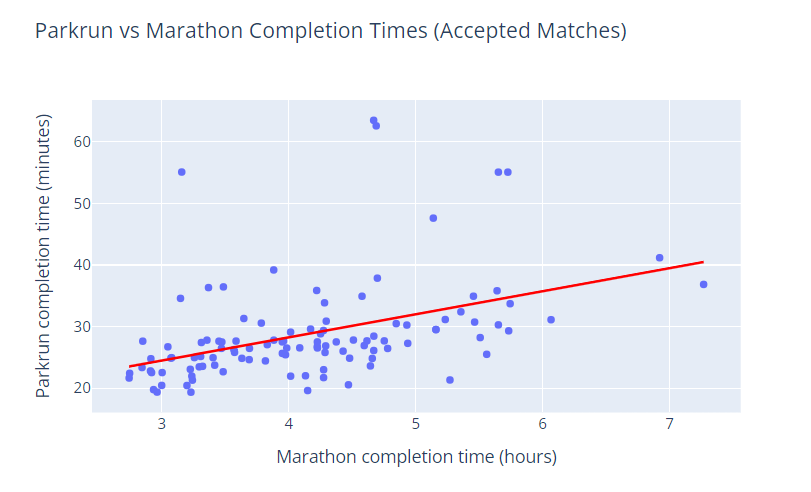 Parkrun vs Marathon Completion Times (Accepted Matches)
Parkrun completion time (minutes)
60
50
40
30
20
3 4 5 6 7
Marathon completion time (hours)